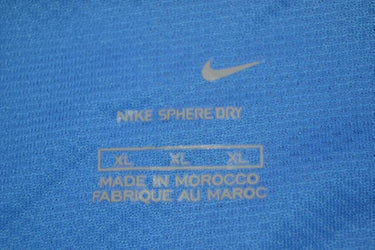 NIKE SPHERE DRY
XL XL XL
MADE IN MOROCCO
FABRIQUE AU MAROC